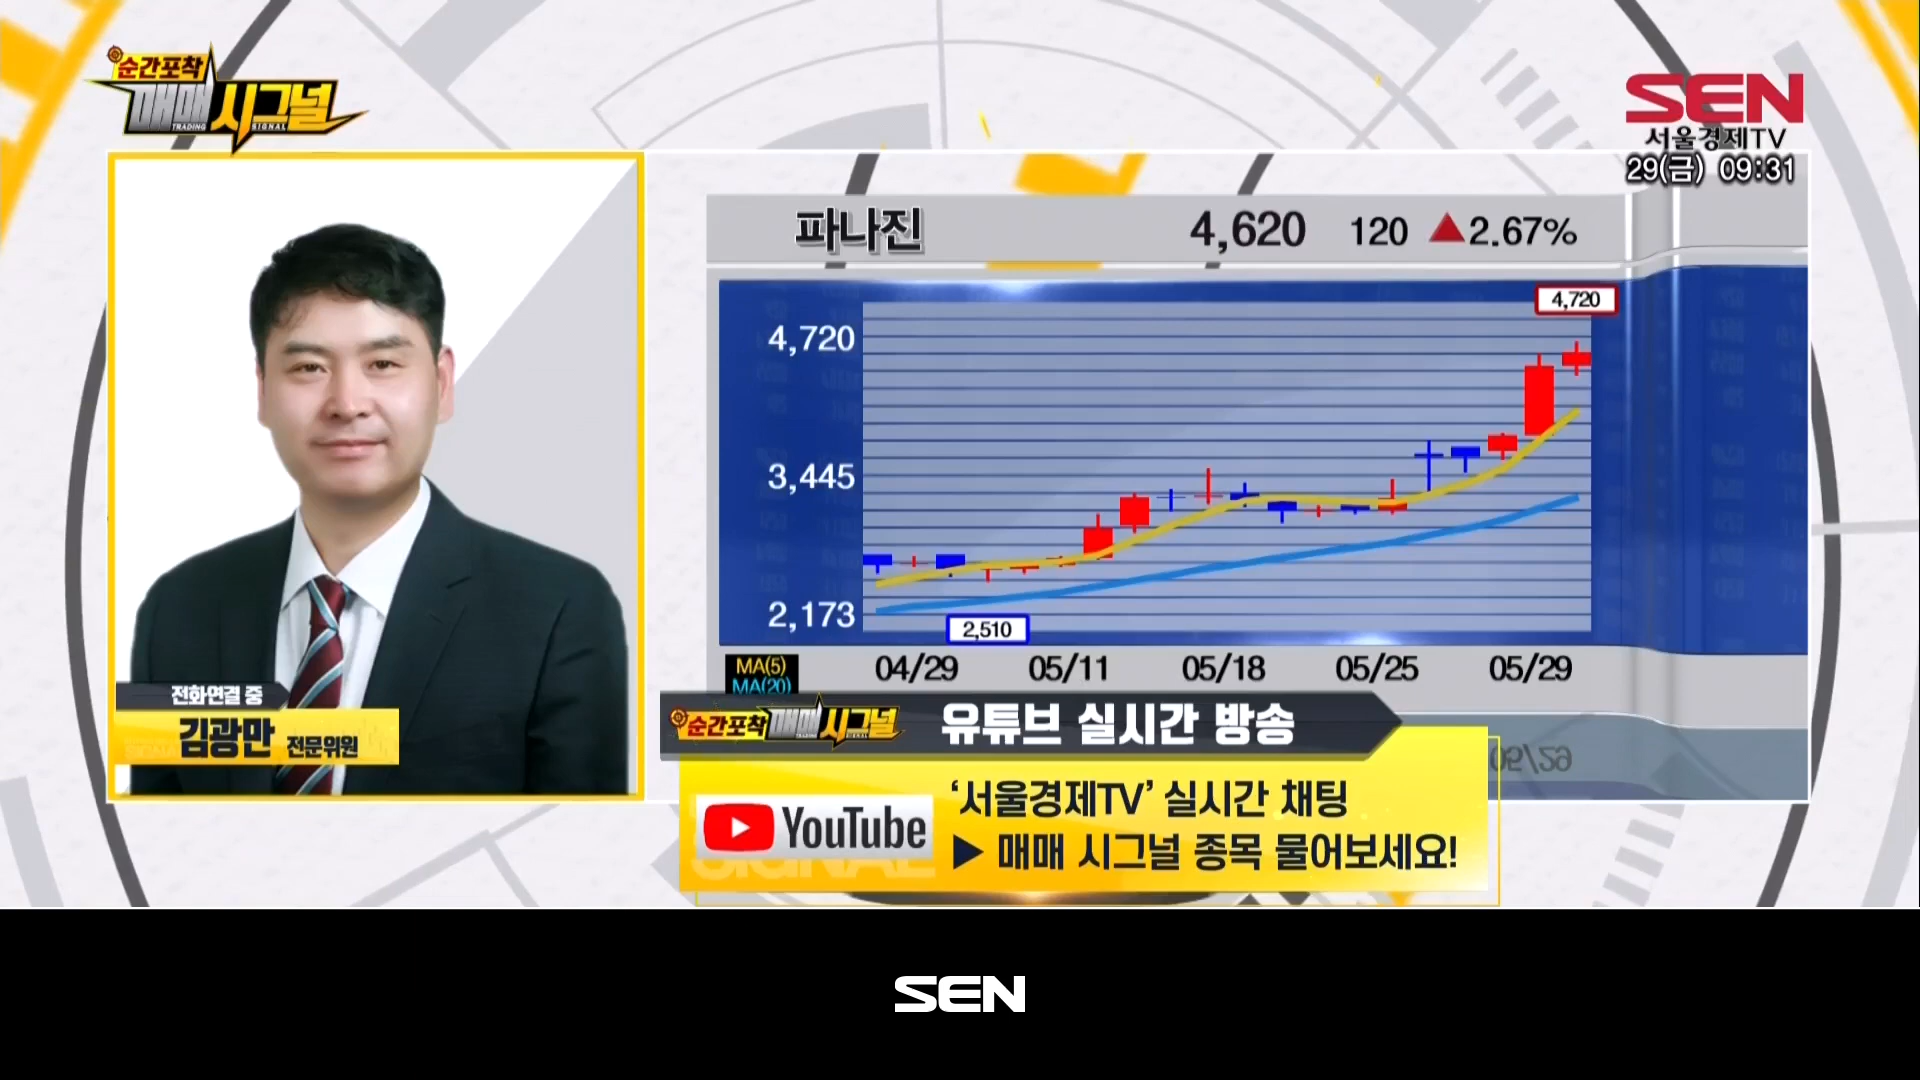 순간포착
매매 시그널
TRADING SIGNAL
SEN
서울경제TV
29(금) 09:31
파나진 4,620 120 ▲2.67%
4,720
4,720
3,445
2,173
2,510
MA(5)
MA(20)
04/29 05/11 05/18 05/25 05/29
전화연결 중
김광만 전문위원
순간포착 매매 시그널 유튜브 실시간 방송
05/29
YouTube
‘서울경제TV’ 실시간 채팅
▶ 매매 시그널 종목 물어보세요!
SIGNAL
SEN